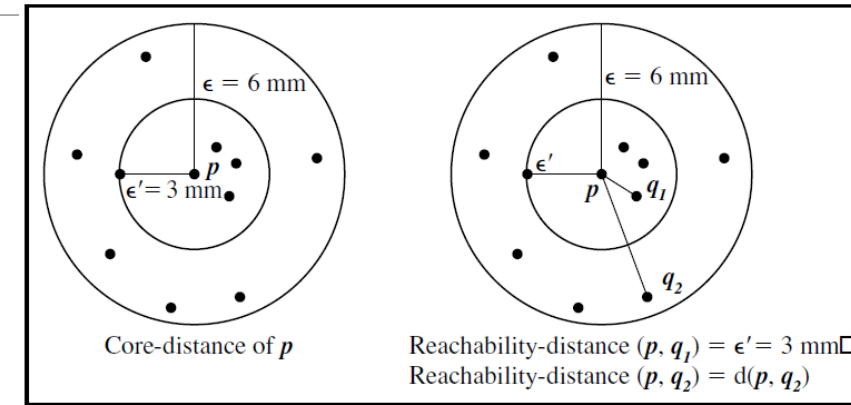 ϵ = 6 mm
p
ϵ′= 3 mm
Core-distance of p
ϵ = 6 mm
ϵ′
p
q₁
q₂
Reachability-distance (p, q₁) = ϵ′= 3 mm
Reachability-distance (p, q₂) = d(p, q₂)